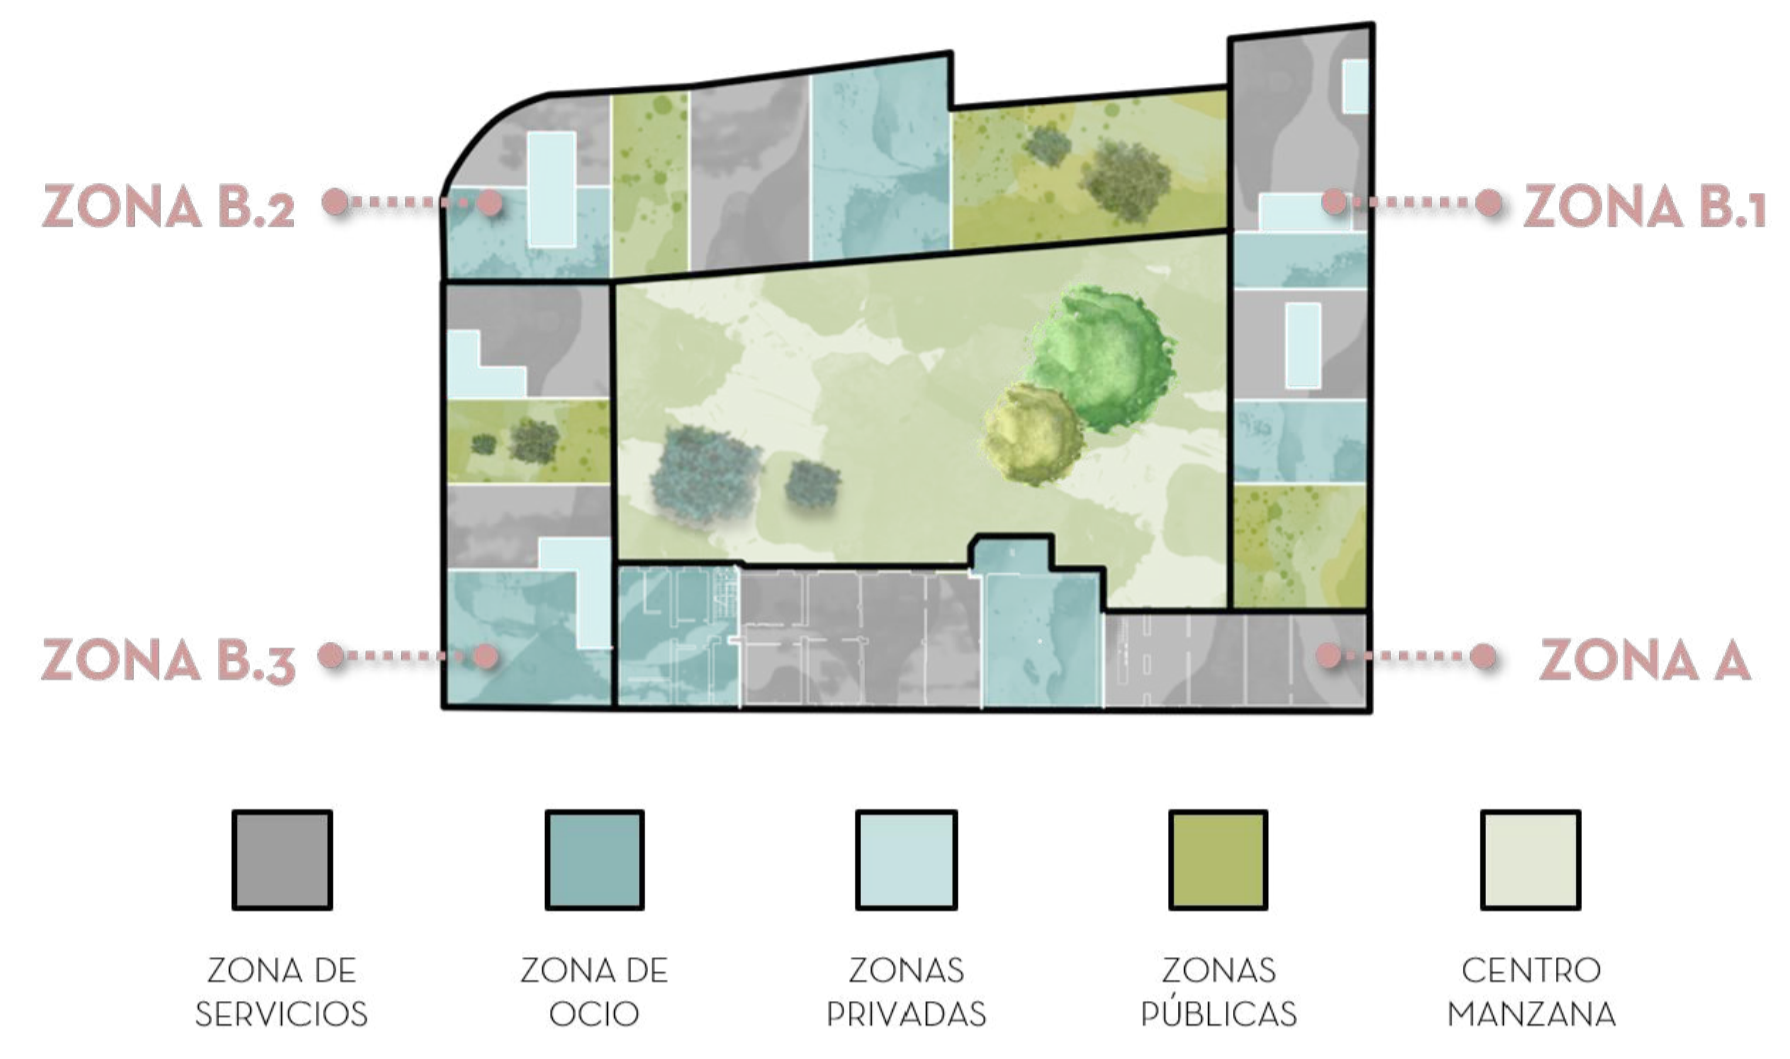 ZONA B.2
ZONA B.1
ZONA B.3
ZONA A
ZONA DE
SERVICIOS
ZONA DE
OCIO
ZONAS
PRIVADAS
ZONAS
PÚBLICAS
CENTRO
MANZANA